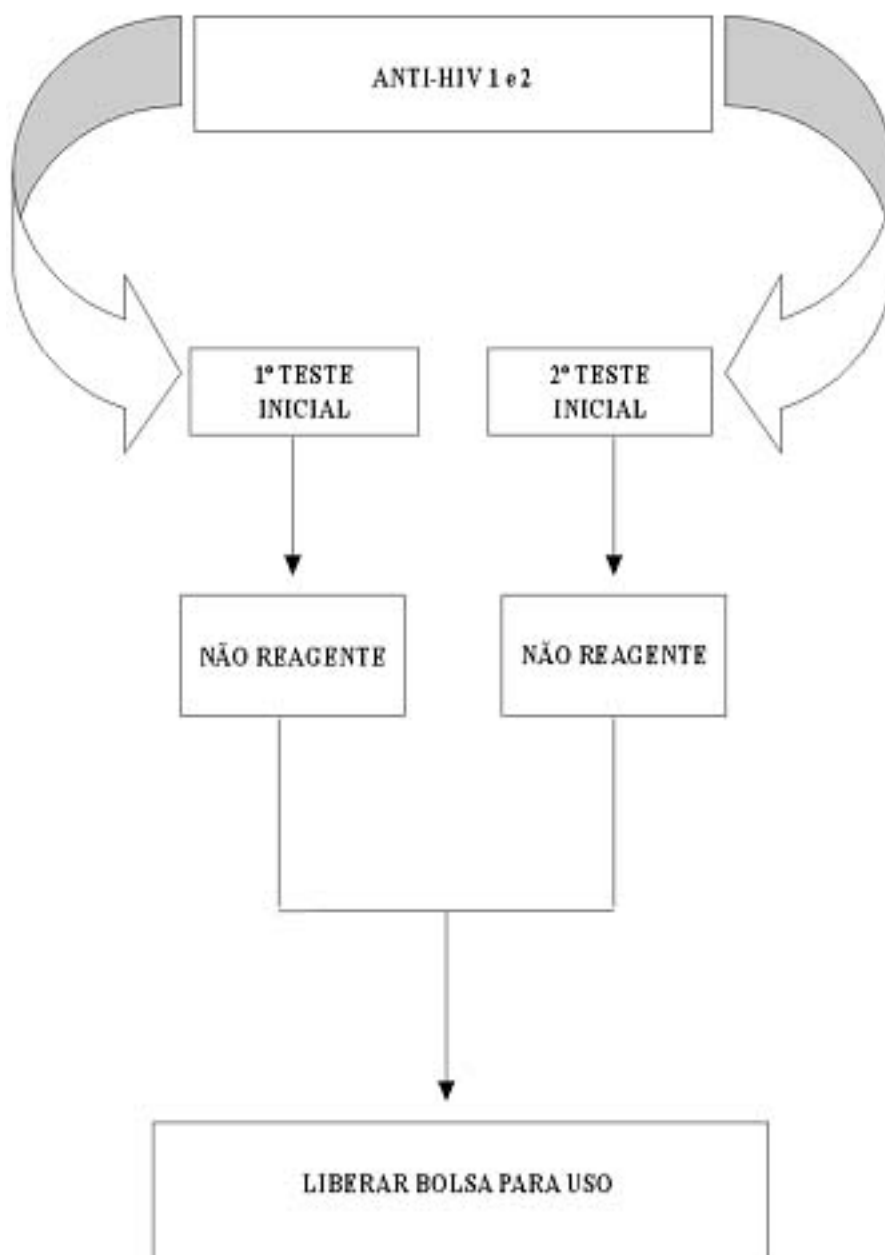 ANTI-HIV 1 e 2
1º TESTE
INICIAL
2º TESTE
INICIAL
NÃO REAGENTE
NÃO REAGENTE
LIBERAR BOLSA PARA USO